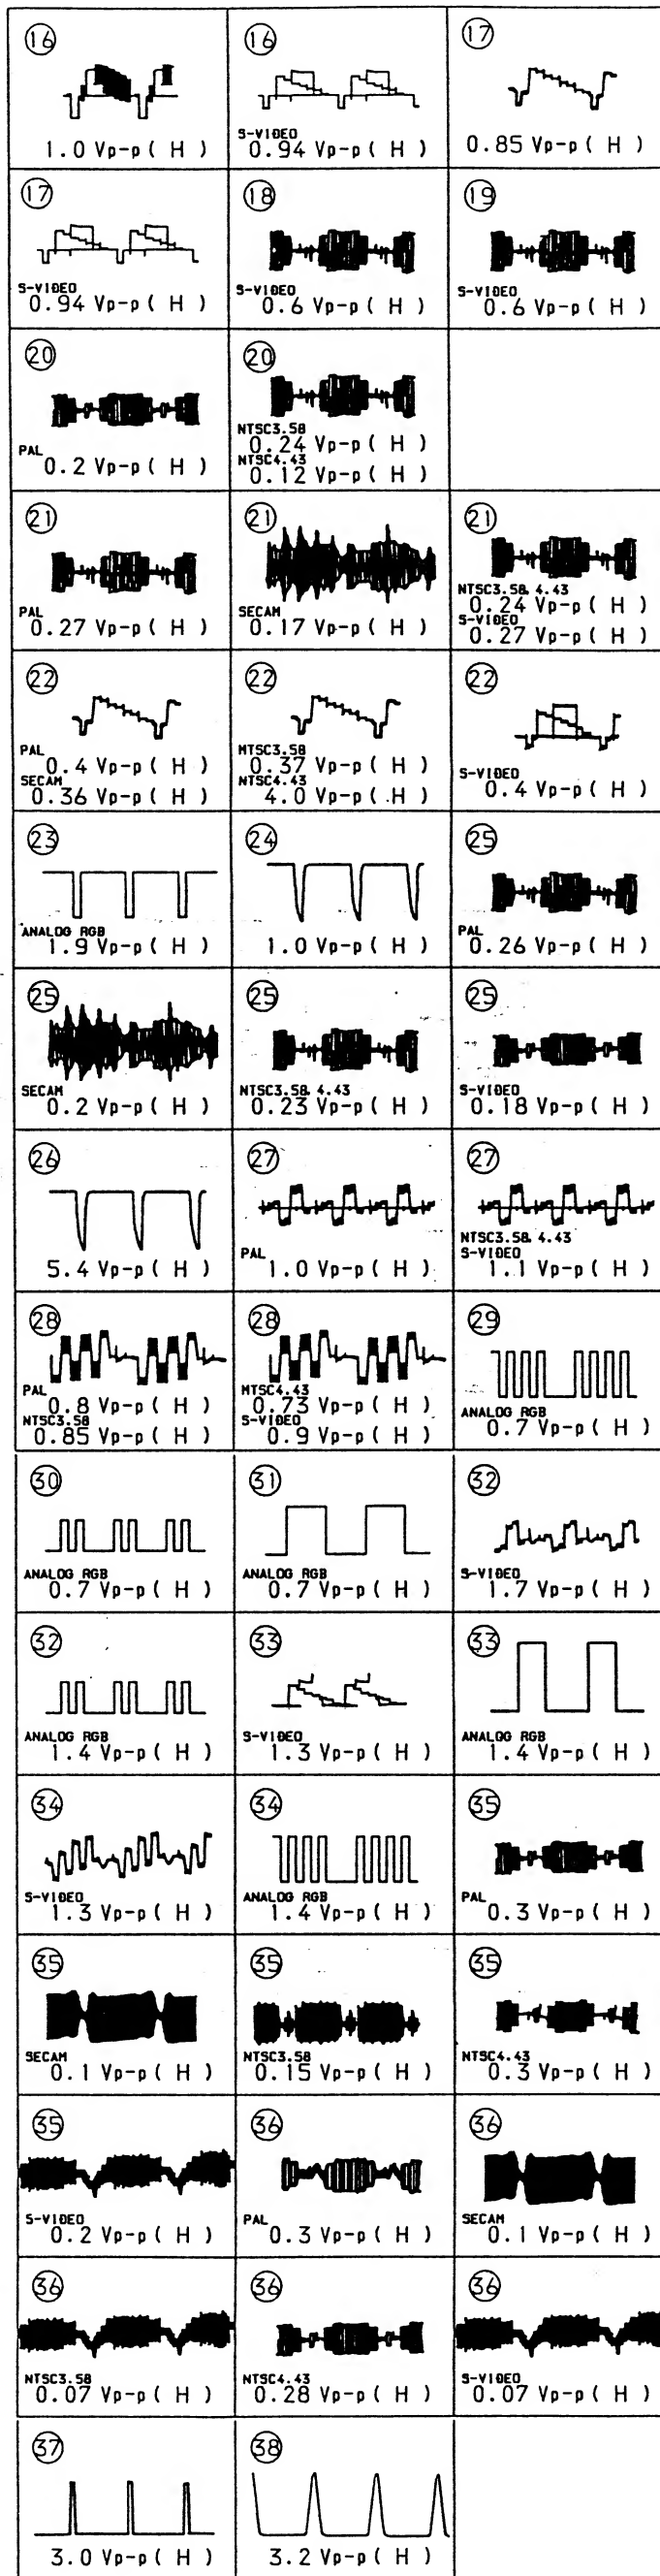 16
1.0 Vp-p ( H )
16
S-VIDEO
0.94 Vp-p ( H )
17
0.85 Vp-p ( H )
17
S-VIDEO
0.94 Vp-p ( H )
18
S-VIDEO
0.6 Vp-p ( H )
19
S-VIDEO
0.6 Vp-p ( H )
20
PAL
0.2 Vp-p ( H )
20
NTSC3.58
0.24 Vp-p ( H )
NTSC4.43
0.12 Vp-p ( H )
21
PAL
0.27 Vp-p ( H )
21
SECAM
0.17 Vp-p ( H )
21
NTSC3.58. 4.43
0.24 Vp-p ( H )
S-VIDEO
0.27 Vp-p ( H )
22
PAL
0.4 Vp-p ( H )
SECAM
0.36 Vp-p ( H )
22
MTSC3.58
0.37 Vp-p ( H )
NTSC4.43
4.0 Vp-p ( H )
22
S-VIDEO
0.4 Vp-p ( H )
23
ANALOG RGB
1.9 Vp-p ( H )
24
1.0 Vp-p ( H )
25
PAL
0.26 Vp-p ( H )
25
SECAM
0.2 Vp-p ( H )
25
NTSC3.58. 4.43
0.23 Vp-p ( H )
25
S-VIDEO
0.18 Vp-p ( H )
26
5.4 Vp-p ( H )
27
PAL
1.0 Vp-p ( H )
27
NTSC3.58. 4.43
S-VIDEO
1.1 Vp-p ( H )
28
PAL
0.8 Vp-p ( H )
NTSC3.58
0.85 Vp-p ( H )
28
MTSC4.43
0.73 Vp-p ( H )
S-VIDEO
0.9 Vp-p ( H )
29
ANALOG RGB
0.7 Vp-p ( H )
30
ANALOG RGB
0.7 Vp-p ( H )
31
ANALOG RGB
0.7 Vp-p ( H )
32
S-VIDEO
1.7 Vp-p ( H )
32
ANALOG RGB
1.4 Vp-p ( H )
33
S-VIDEO
1.3 Vp-p ( H )
33
ANALOG RGB
1.4 Vp-p ( H )
34
S-VIDEO
1.3 Vp-p ( H )
34
ANALOG RGB
1.4 Vp-p ( H )
35
PAL
0.3 Vp-p ( H )
35
SECAM
0.1 Vp-p ( H )
35
NTSC3.58
0.15 Vp-p ( H )
35
NTSC4.43
0.3 Vp-p ( H )
35
S-VIDEO
0.2 Vp-p ( H )
36
PAL
0.3 Vp-p ( H )
36
SECAM
0.1 Vp-p ( H )
36
NTSC3.58
0.07 Vp-p ( H )
36
NTSC4.43
0.28 Vp-p ( H )
36
S-VIDEO
0.07 Vp-p ( H )
37
3.0 Vp-p ( H )
38
3.2 Vp-p ( H )